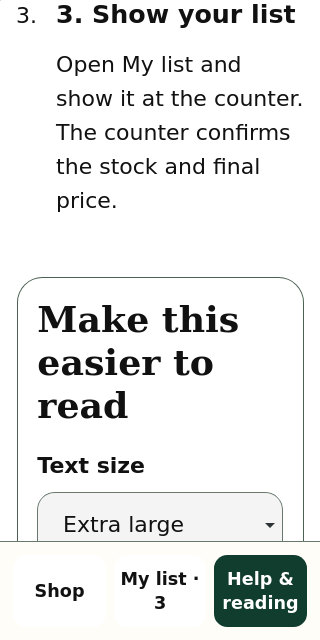 3. 3. Show your list
Open My list and
show it at the counter.
The counter confirms
the stock and final
price.
Make this
easier to
read
Text size
Extra large
Shop
My list ·
3
Help &
reading